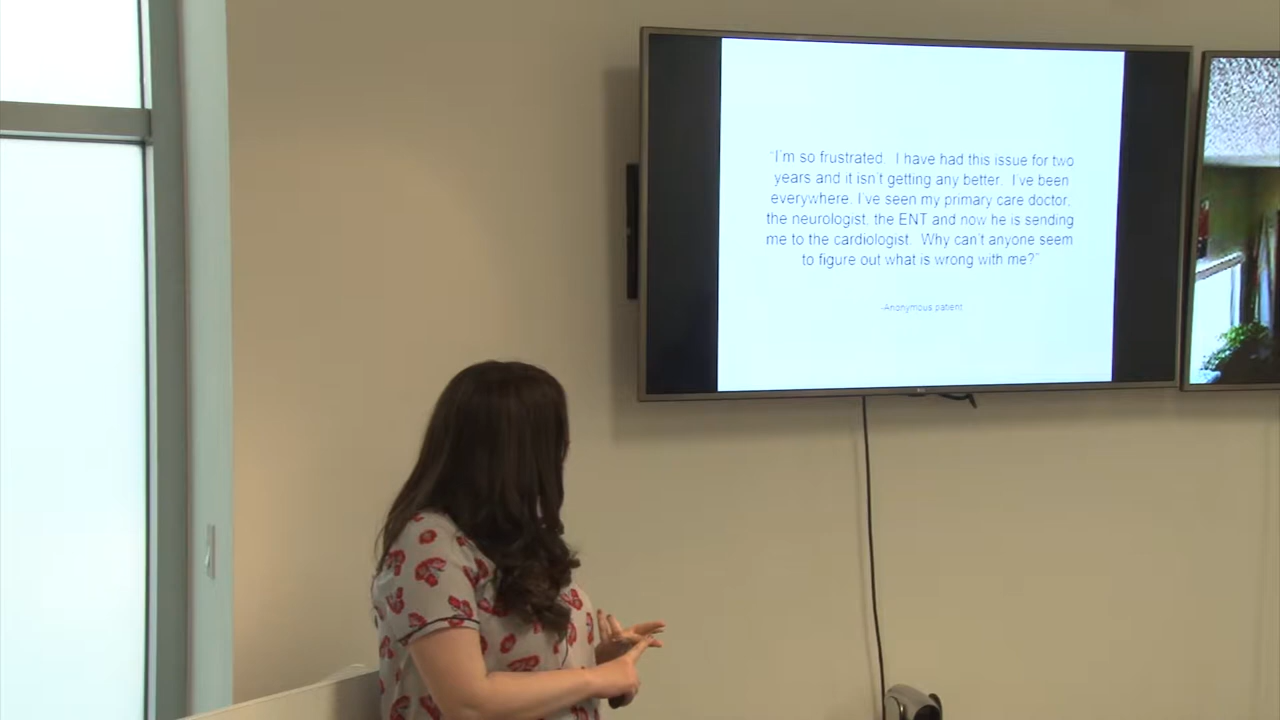 "I'm so frustrated.  I have had this issue for two
years and it isn't getting any better.  I've been
everywhere. I've seen my primary care doctor,
the neurologist, the ENT and now he is sending
me to the cardiologist.  Why can't anyone seem
to figure out what is wrong with me?"
-Anonymous patient